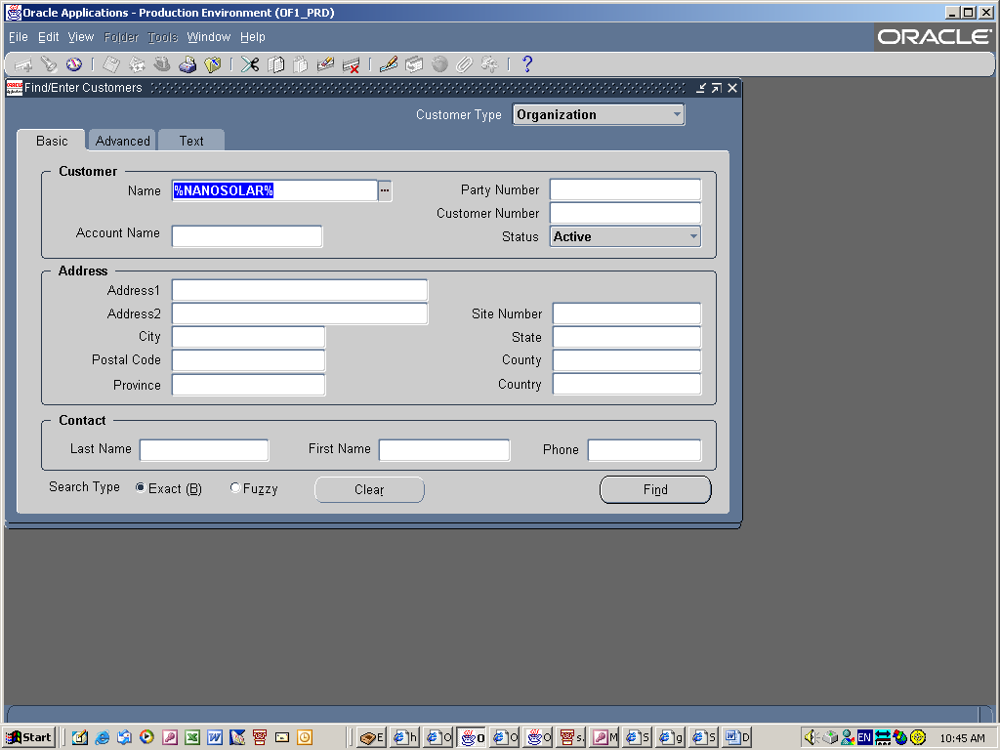 Oracle Applications - Production Environment (OF1_PRD)
File Edit View Folder Tools Window Help
ORACLE
Find/Enter Customers
Customer Type Organization
Basic Advanced Text
Customer
Name %NANOSOLAR% Party Number
Customer Number
Account Name Status Active
Address
Address1
Address2 Site Number
City State
Postal Code County
Province Country
Contact
Last Name First Name Phone
Search Type Exact (B) Fuzzy Clear Find
Start E h O O O O s. M S g S D EN 10:45 AM